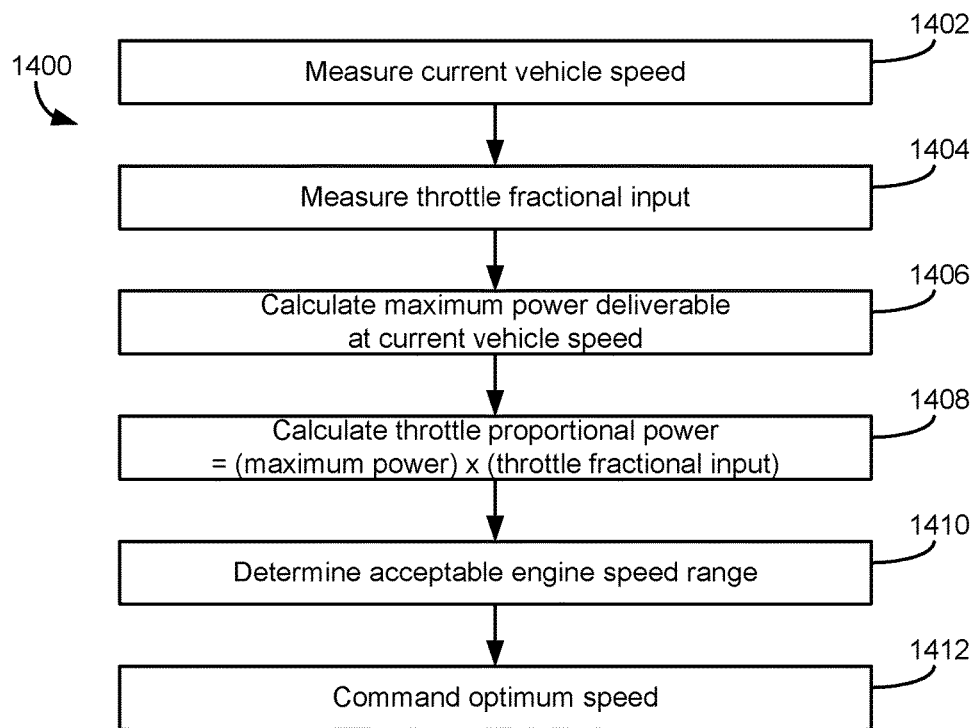 1402
1400
Measure current vehicle speed
1404
Measure throttle fractional input
1406
Calculate maximum power deliverable
at current vehicle speed
1408
Calculate throttle proportional power
= (maximum power) x (throttle fractional input)
1410
Determine acceptable engine speed range
1412
Command optimum speed